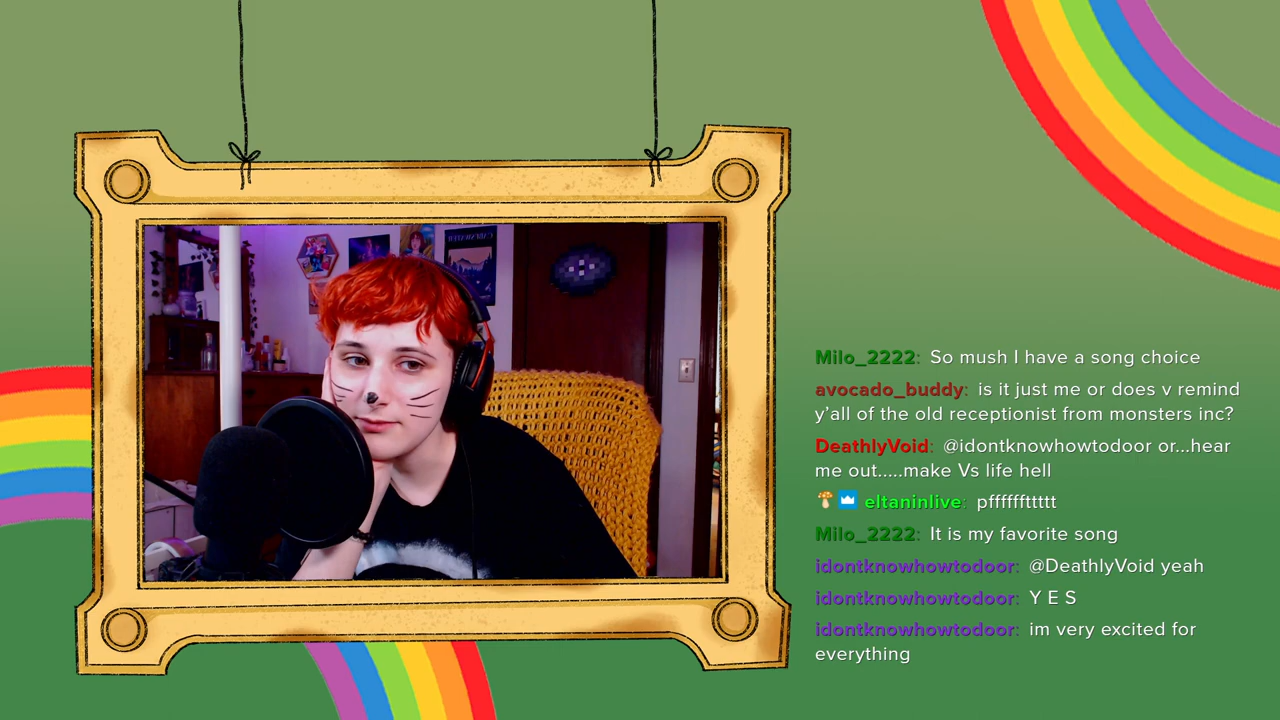 Milo_2222: So mush I have a song choice
avocado_buddy: is it just me or does v remind
y'all of the old receptionist from monsters inc?
DeathlyVoid: @idontknowhowtodoor or...hear
me out.....make Vs life hell
eltaninlive: pfffffffttttt
Milo_2222: It is my favorite song
idontknowhowtodoor: @DeathlyVoid yeah
idontknowhowtodoor: Y E S
idontknowhowtodoor: im very excited for
everything